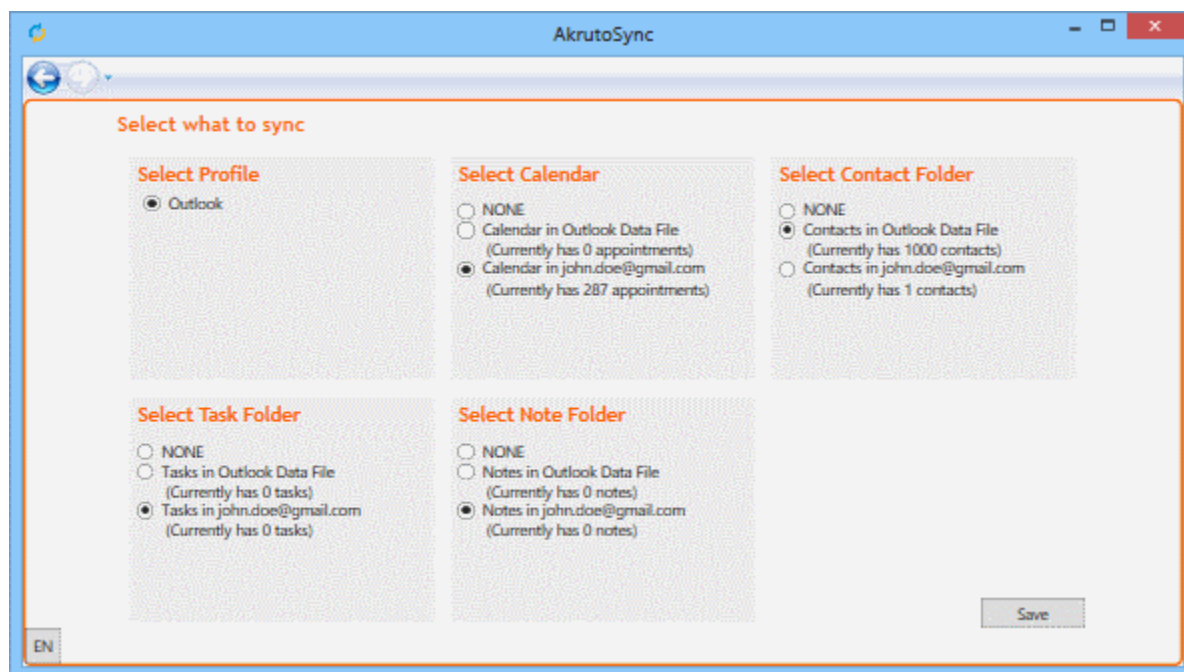 AkrutoSync
Select what to sync
Select Profile
Outlook
Select Calendar
NONE
Calendar in Outlook Data File
(Currently has 0 appointments)
Calendar in john.doe@gmail.com
(Currently has 287 appointments)
Select Contact Folder
NONE
Contacts in Outlook Data File
(Currently has 1000 contacts)
Contacts in john.doe@gmail.com
(Currently has 1 contacts)
Select Task Folder
NONE
Tasks in Outlook Data File
(Currently has 0 tasks)
Tasks in john.doe@gmail.com
(Currently has 0 tasks)
Select Note Folder
NONE
Notes in Outlook Data File
(Currently has 0 notes)
Notes in john.doe@gmail.com
(Currently has 0 notes)
Save
EN